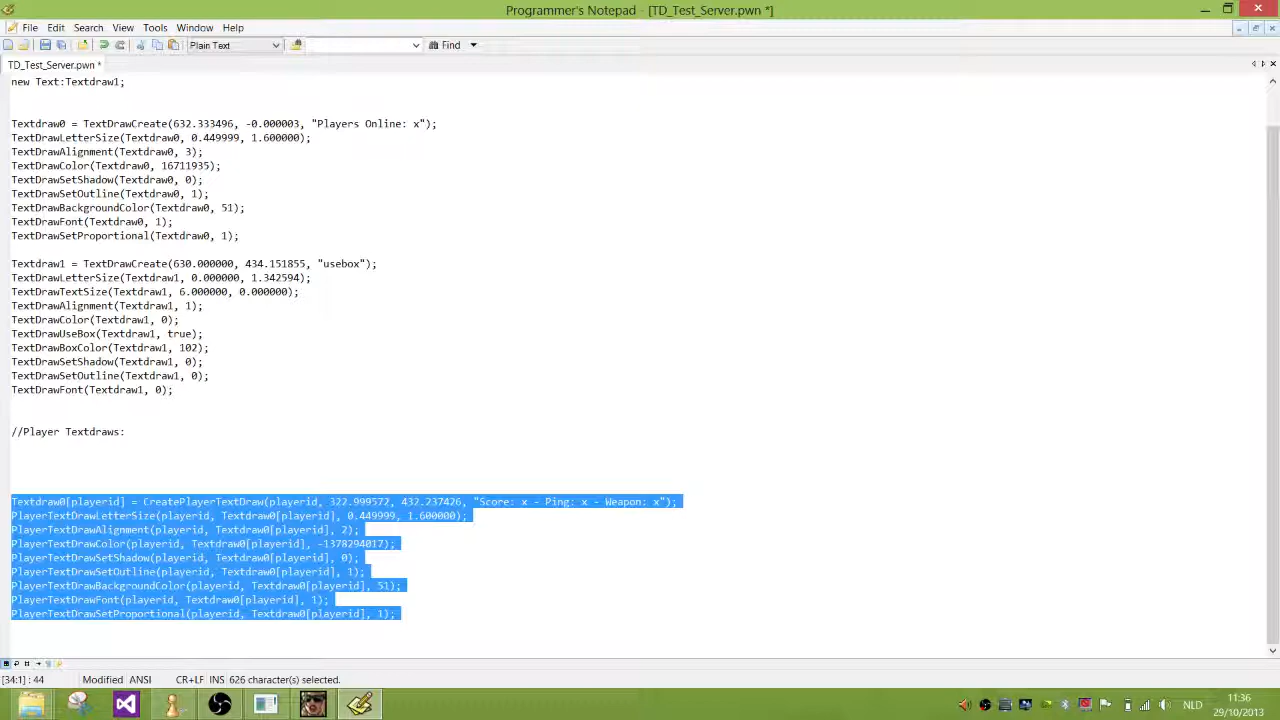 Programmer's Notepad - [TD_Test_Server.pwn *]
File Edit Search View Tools Window Help
Plain Text Find
TD_Test_Server.pwn *
new Text:Textdraw1;
Textdraw0 = TextDrawCreate(632.333496, -0.000003, "Players Online: x");
TextDrawLetterSize(Textdraw0, 0.449999, 1.600000);
TextDrawAlignment(Textdraw0, 3);
TextDrawColor(Textdraw0, 16711935);
TextDrawSetShadow(Textdraw0, 0);
TextDrawSetOutline(Textdraw0, 1);
TextDrawBackgroundColor(Textdraw0, 51);
TextDrawFont(Textdraw0, 1);
TextDrawSetProportional(Textdraw0, 1);
Textdraw1 = TextDrawCreate(630.000000, 434.151855, "usebox");
TextDrawLetterSize(Textdraw1, 0.000000, 1.342594);
TextDrawTextSize(Textdraw1, 6.000000, 0.000000);
TextDrawAlignment(Textdraw1, 1);
TextDrawColor(Textdraw1, 0);
TextDrawUseBox(Textdraw1, true);
TextDrawBoxColor(Textdraw1, 102);
TextDrawSetShadow(Textdraw1, 0);
TextDrawSetOutline(Textdraw1, 0);
TextDrawFont(Textdraw1, 0);
//Player Textdraws:
Textdraw0[playerid] = CreatePlayerTextDraw(playerid, 322.999572, 432.237426, "Score: x - Ping: x - Weapon: x");
PlayerTextDrawLetterSize(playerid, Textdraw0[playerid], 0.449999, 1.600000);
PlayerTextDrawAlignment(playerid, Textdraw0[playerid], 2);
PlayerTextDrawColor(playerid, Textdraw0[playerid], -1378294017);
PlayerTextDrawSetShadow(playerid, Textdraw0[playerid], 0);
PlayerTextDrawSetOutline(playerid, Textdraw0[playerid], 1);
PlayerTextDrawBackgroundColor(playerid, Textdraw0[playerid], 51);
PlayerTextDrawFont(playerid, Textdraw0[playerid], 1);
PlayerTextDrawSetProportional(playerid, Textdraw0[playerid], 1);
[34:1] : 44 Modified ANSI CR+LF INS 626 character(s) selected.
NLD
11:36
29/10/2013